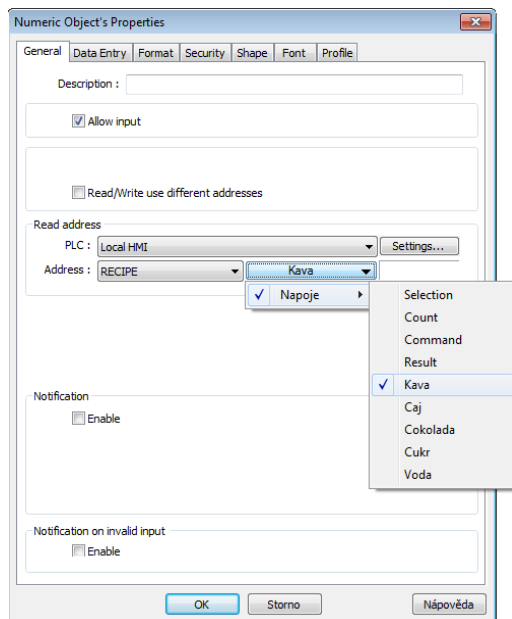 Numeric Object's Properties
General Data Entry Format Security Shape Font Profile
Description :
Allow input
Read/Write use different addresses
Read address
PLC : Local HMI Settings...
Address : RECIPE Kava
Napoje Selection
Count
Command
Result
Kava
Notification
Enable
Caj
Cokolada
Cukr
Voda
Notification on invalid input
Enable
OK Storno Nápověda